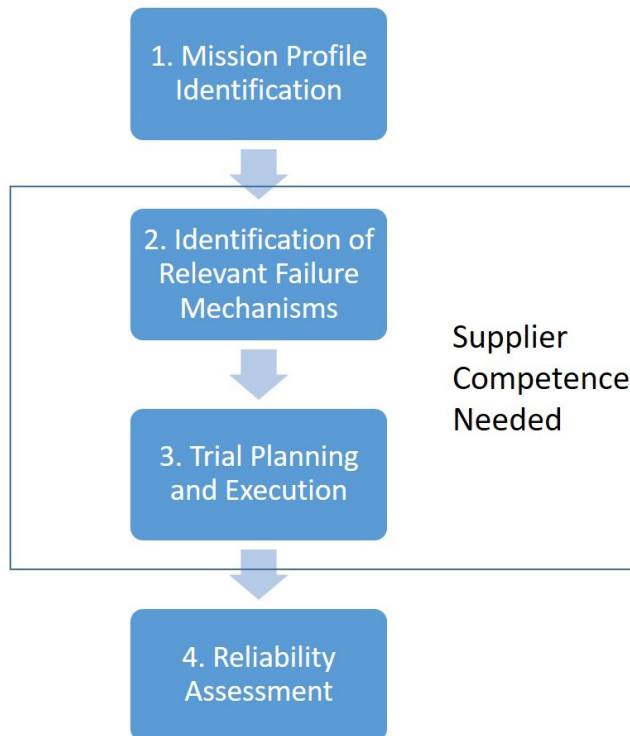 1. Mission Profile
Identification
2. Identification of
Relevant Failure
Mechanisms
Supplier
Competence
Needed
3. Trial Planning
and Execution
4. Reliability
Assessment